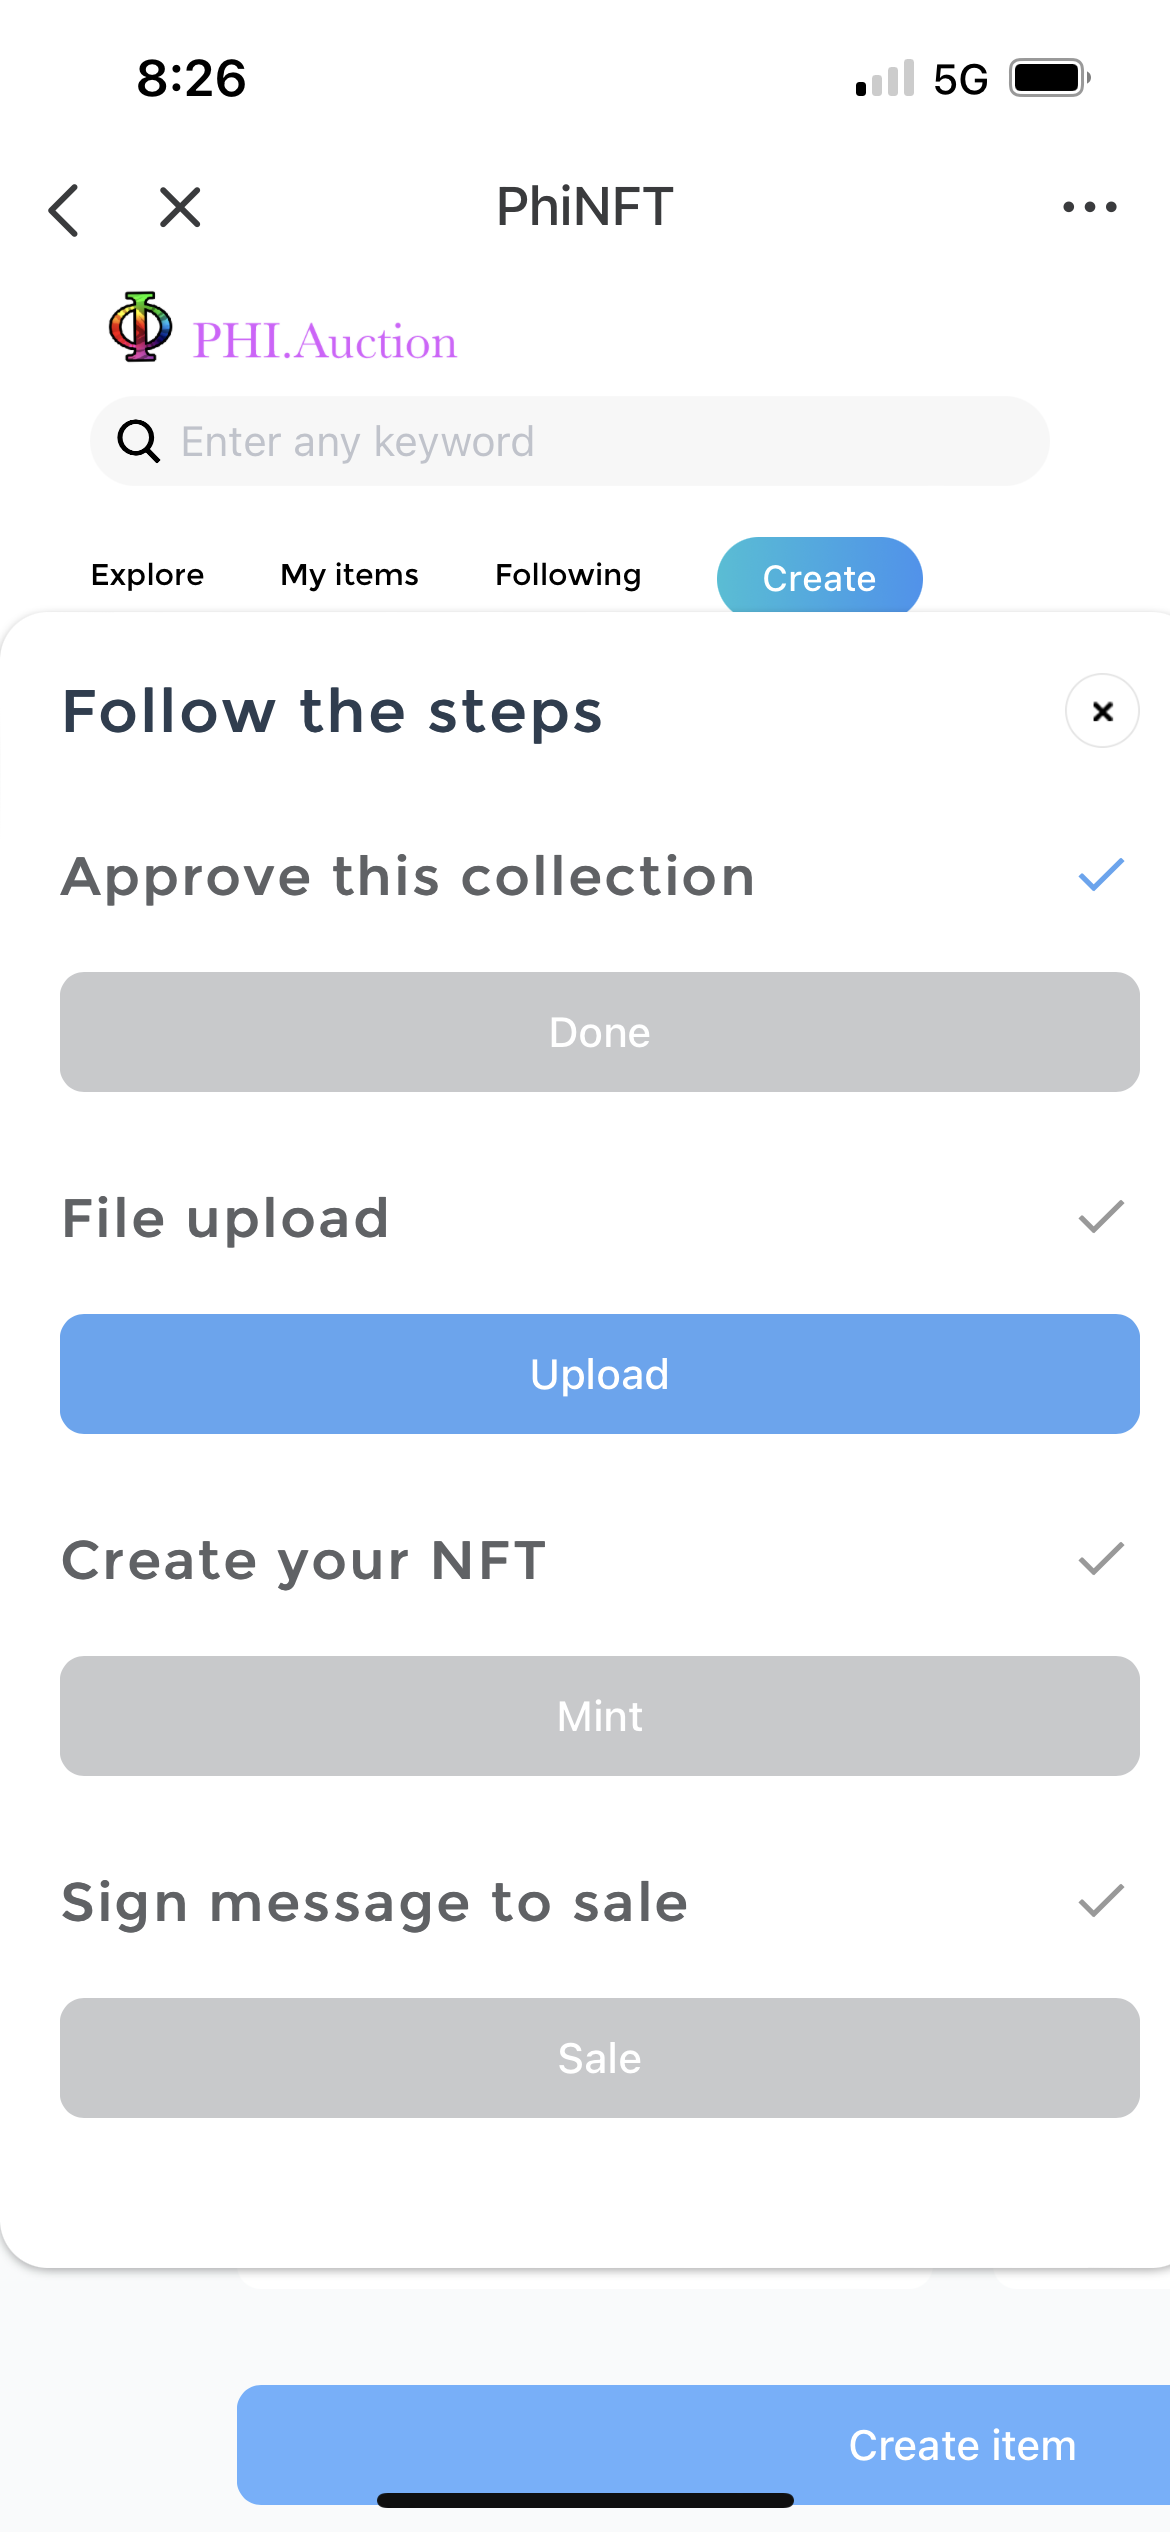 8:26
5G
PhiNFT
PHI.Auction
Enter any keyword
Explore My items Following Create
Follow the steps
Approve this collection
Done
File upload
Upload
Create your NFT
Mint
Sign message to sale
Sale
Create item